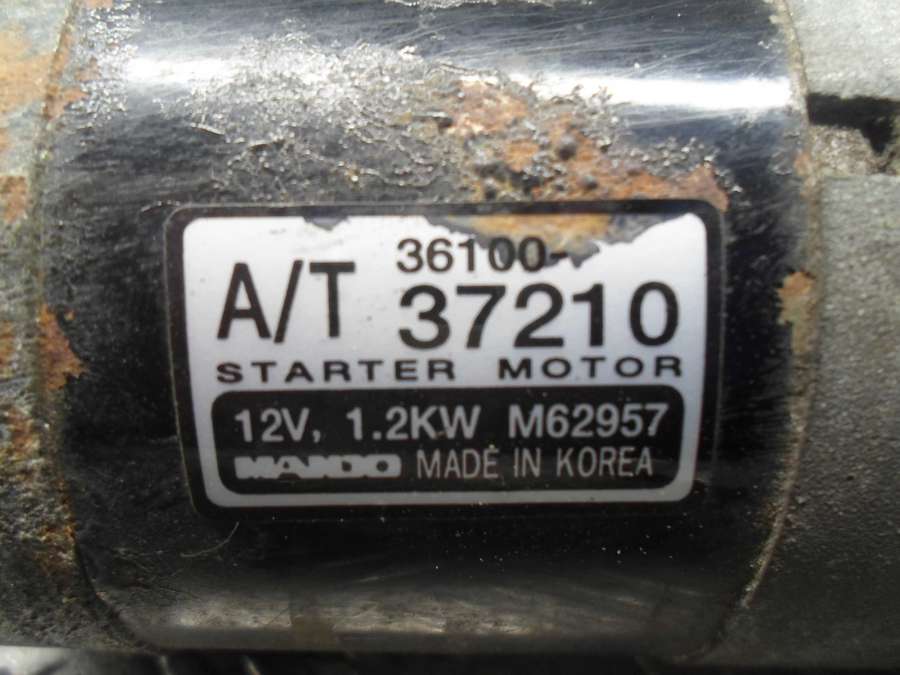 36100-
A/T 37210
STARTER MOTOR
12V, 1.2KW M62957
MANDO MADE IN KOREA